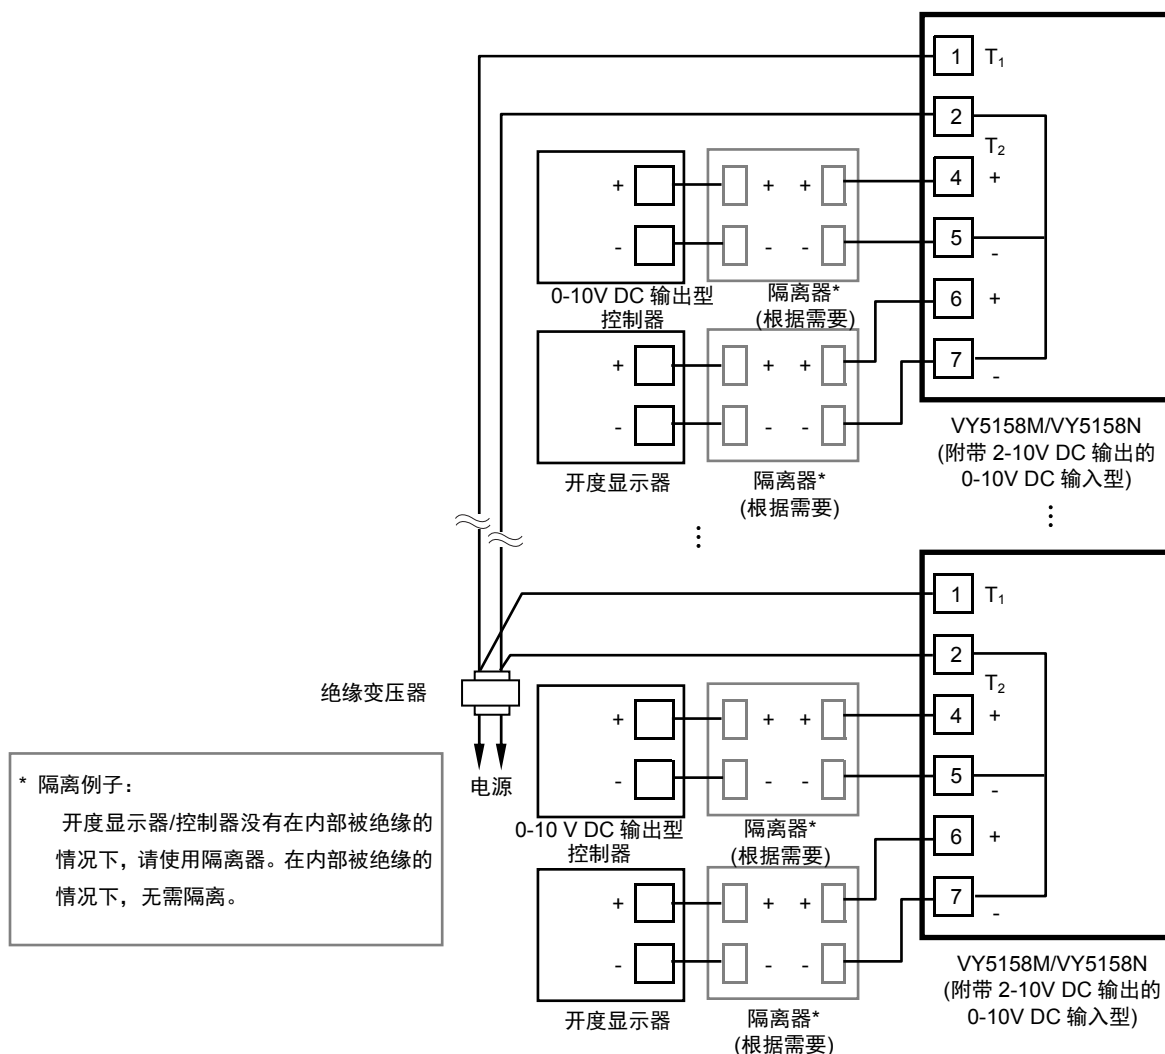 1 T₁
2
T₂
+ + + 4 +
- - - 5 -
0-10V DC 输出型
控制器
隔离器*
(根据需要)
6 +
+ + +
7 -
- - -
开度显示器
隔离器*
(根据需要)
VY5158M/VY5158N
(附带 2-10V DC 输出的
0-10V DC 输入型)
1 T₁
2
T₂
绝缘变压器
电源
+ + + 4 +
- - - 5 -
0-10 V DC 输出型
控制器
隔离器*
(根据需要)
6 +
+ + +
7 -
- - -
开度显示器
隔离器*
(根据需要)
VY5158M/VY5158N
(附带 2-10V DC 输出的
0-10V DC 输入型)
* 隔离例子：
开度显示器/控制器没有在内部被绝缘的
情况下，请使用隔离器。在内部被绝缘的
情况下，无需隔离。